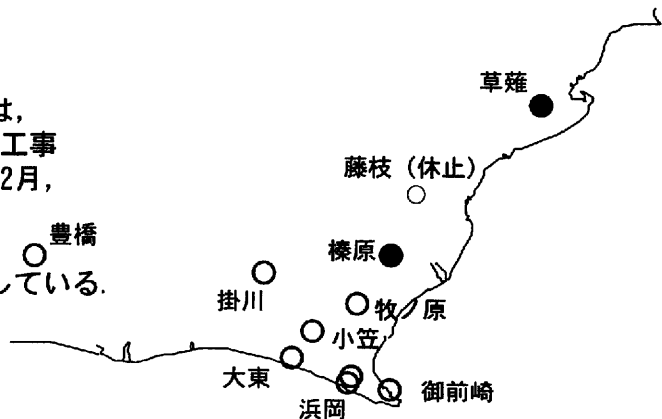 草薙
は,
工事
2月,
藤枝（休止）
豊橋
榛原
している.
掛川
牧ノ原
小笠
大東
御前崎
浜岡